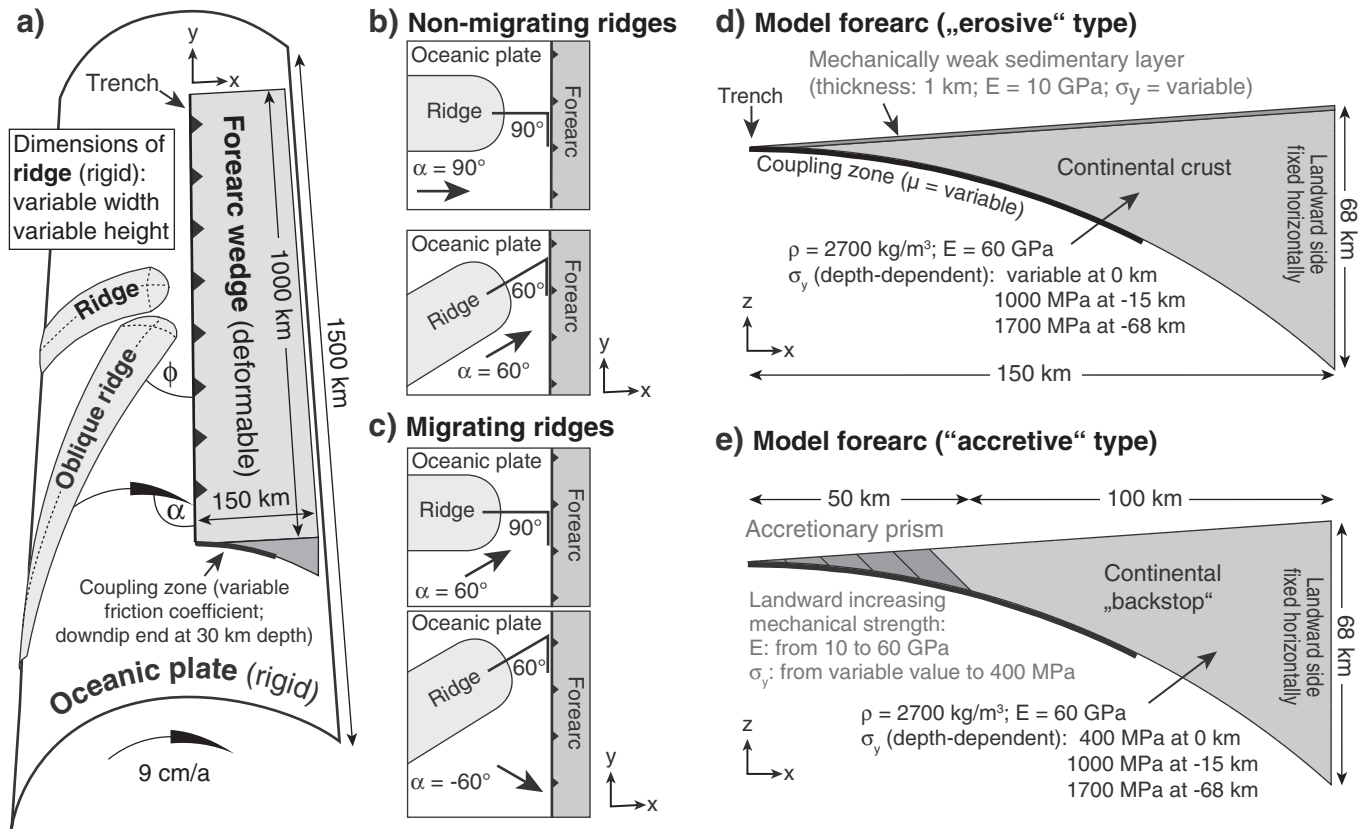 a)
y
x
Trench
Dimensions of
ridge (rigid):
variable width
variable height
Forearc wedge (deformable)
1000 km
1500 km
Ridge
Oblique ridge
ϕ
α
150 km
Coupling zone (variable
friction coefficient;
downdip end at 30 km depth)
Oceanic plate (rigid)
9 cm/a
b) Non-migrating ridges
Oceanic plate
Ridge
90°
Forearc
α = 90°
Oceanic plate
Ridge
60°
Forearc
α = 60°
y
x
c) Migrating ridges
Oceanic plate
Ridge
90°
Forearc
α = 60°
Oceanic plate
Ridge
60°
Forearc
α = -60°
y
x
d) Model forearc („erosive“ type)
Mechanically weak sedimentary layer
(thickness: 1 km; E = 10 GPa; σy = variable)
Trench
Coupling zone (μ = variable)
Continental crust
Landward side
fixed horizontally
68 km
ρ = 2700 kg/m³; E = 60 GPa
σy (depth-dependent): variable at 0 km
1000 MPa at -15 km
1700 MPa at -68 km
z
x
150 km
e) Model forearc (“accretive“ type)
50 km
100 km
Accretionary prism
Continental
„backstop“
Landward side
fixed horizontally
68 km
Landward increasing
mechanical strength:
E: from 10 to 60 GPa
σy: from variable value to 400 MPa
ρ = 2700 kg/m³; E = 60 GPa
σy (depth-dependent): 400 MPa at 0 km
1000 MPa at -15 km
1700 MPa at -68 km
z
x